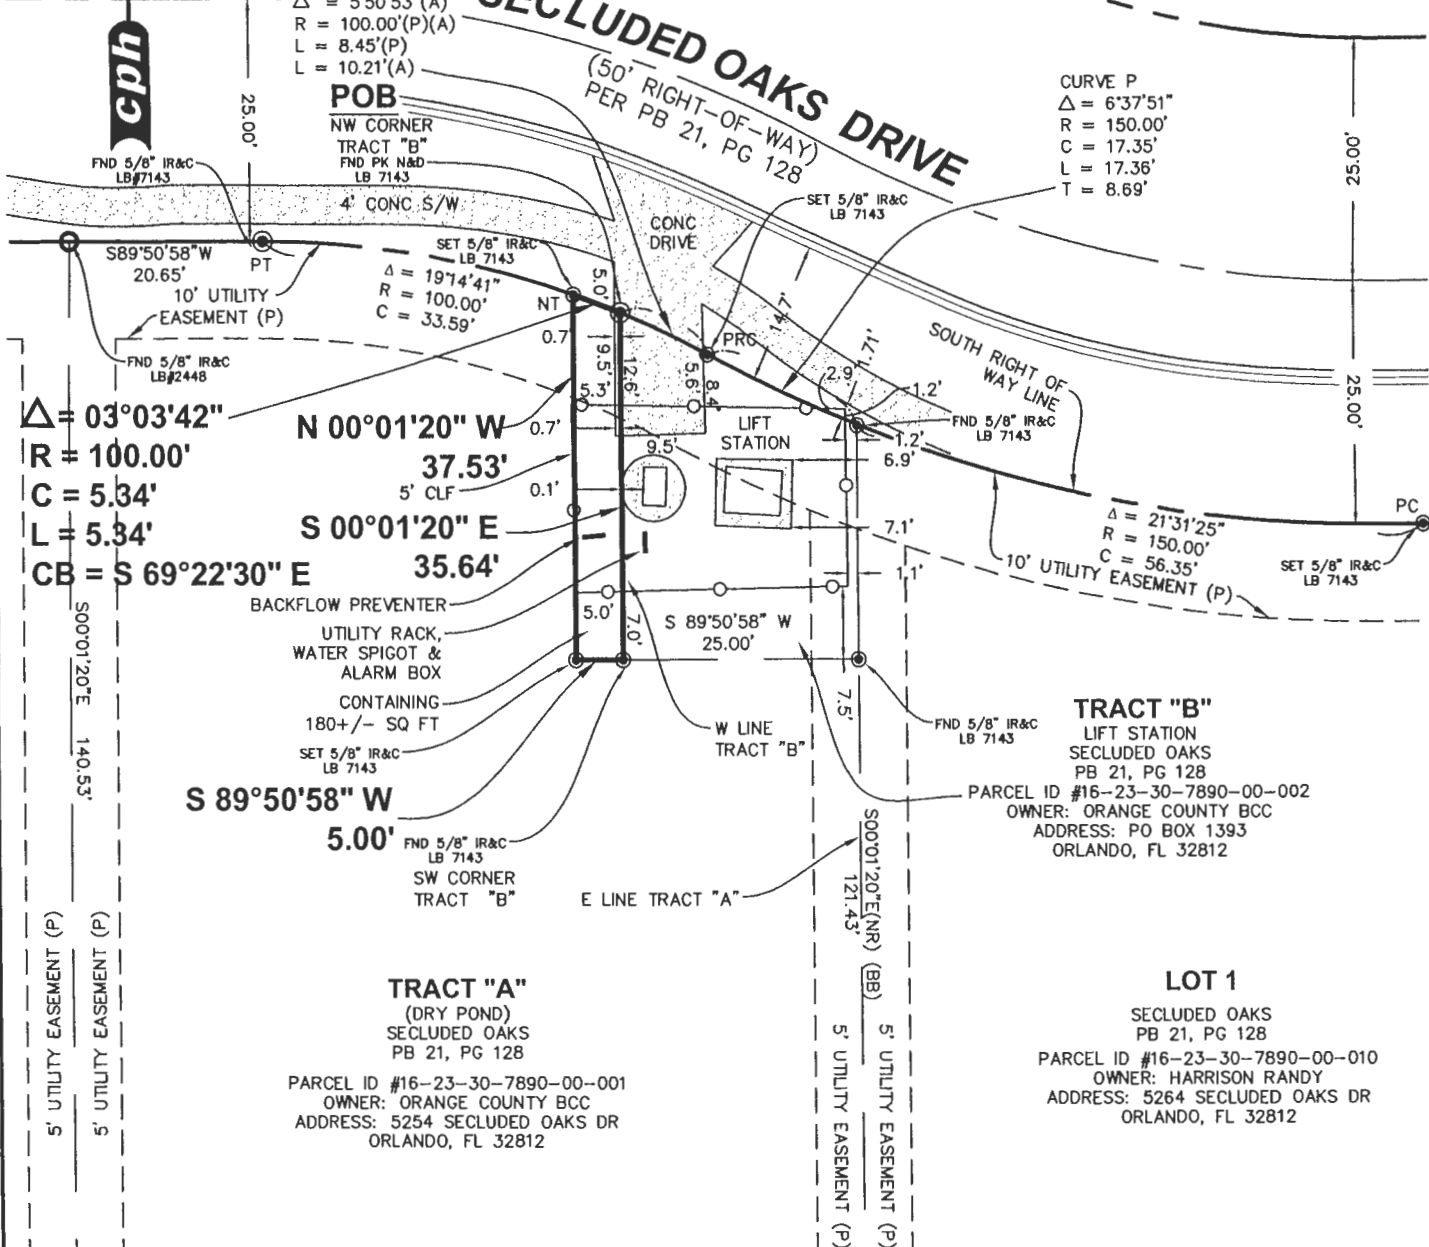 Δ = 5°50'53"(A)
R = 100.00'(P)(A)
L = 8.45'(P)
L = 10.21'(A)
SECLUDED OAKS DRIVE
(50' RIGHT-OF-WAY)
PER PB 21, PG 128
cph
25.00'
POB
NW CORNER
TRACT "B"
FND PK N&D
LB 7143
FND 5/8" IR&C
LB#7143
4' CONC S/W
CONC
DRIVE
SET 5/8" IR&C
LB 7143
CURVE P
Δ = 6°37'51"
R = 150.00'
C = 17.35'
L = 17.36'
T = 8.69'
25.00'
25.00'
S89°50'58"W
20.65'
PT
10' UTILITY
EASEMENT (P)
SET 5/8" IR&C
LB 7143
Δ = 19°14'41"
R = 100.00'
C = 33.59'
NT
5.0'
0.7'
9.5'
12.6'
5.6'
8.4'
PRC
14.7'
1.71'
2.9'
1.2'
SOUTH RIGHT OF
WAY LINE
FND 5/8" IR&C
LB#2448
FND 5/8" IR&C
LB 7143
Δ = 03°03'42"
R = 100.00'
C = 5.34'
L = 5.34'
CB = S 69°22'30" E
N 00°01'20" W
37.53'
5' CLF
5.3'
0.7'
9.5'
0.1'
LIFT
STATION
1.2'
6.9'
7.1'
1.1'
S 00°01'20" E
35.64'
PC
Δ = 21°31'25"
R = 150.00'
C = 56.35'
10' UTILITY EASEMENT (P)
SET 5/8" IR&C
LB 7143
BACKFLOW PREVENTER
UTILITY RACK,
WATER SPIGOT &
ALARM BOX
CONTAINING
180+/- SQ FT
SET 5/8" IR&C
LB 7143
5.0'
7.0'
S 89°50'58" W
25.00'
7.5'
W LINE
TRACT "B"
FND 5/8" IR&C
LB 7143
S 89°50'58" W
5.00'
FND 5/8" IR&C
LB 7143
SW CORNER
TRACT "B"
E LINE TRACT "A"
TRACT "B"
LIFT STATION
SECLUDED OAKS
PB 21, PG 128
PARCEL ID #16-23-30-7890-00-002
OWNER: ORANGE COUNTY BCC
ADDRESS: PO BOX 1393
ORLANDO, FL 32812
S00°01'20"E 140.53'
5' UTILITY EASEMENT (P)
5' UTILITY EASEMENT (P)
S00°01'20"E(NR) (BB)
121.43'
5' UTILITY EASEMENT (P)
5' UTILITY EASEMENT (P)
TRACT "A"
(DRY POND)
SECLUDED OAKS
PB 21, PG 128
PARCEL ID #16-23-30-7890-00-001
OWNER: ORANGE COUNTY BCC
ADDRESS: 5254 SECLUDED OAKS DR
ORLANDO, FL 32812
LOT 1
SECLUDED OAKS
PB 21, PG 128
PARCEL ID #16-23-30-7890-00-010
OWNER: HARRISON RANDY
ADDRESS: 5264 SECLUDED OAKS DR
ORLANDO, FL 32812